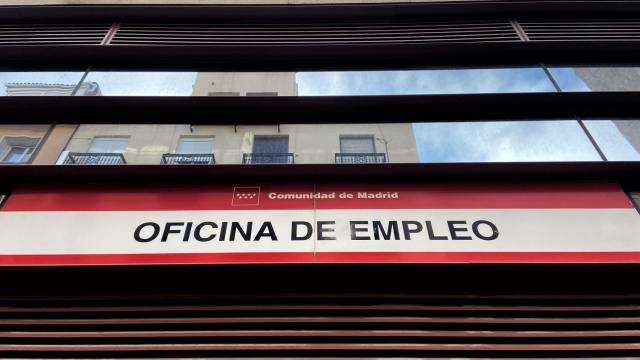 Comunidad de Madrid
OFICINA DE EMPLEO